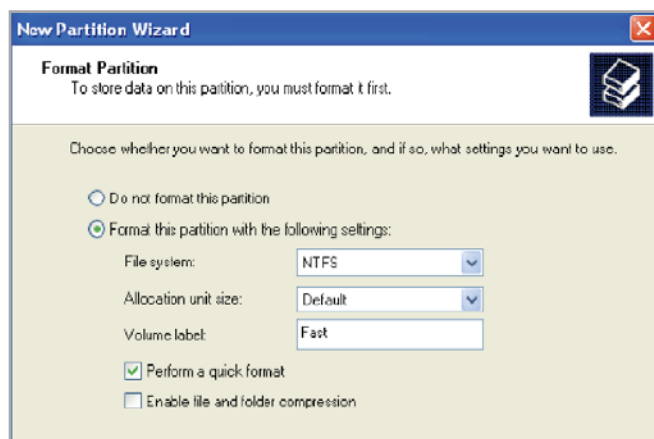 New Partition Wizard
Format Partition
To store data on this partition, you must format it first.
Choose whether you want to format this partition, and if so, what settings you want to use.
Do not format this partition
Format this partition with the following settings:
File system: NTFS
Allocation unit size: Default
Volume label: Fast
Perform a quick format
Enable file and folder compression